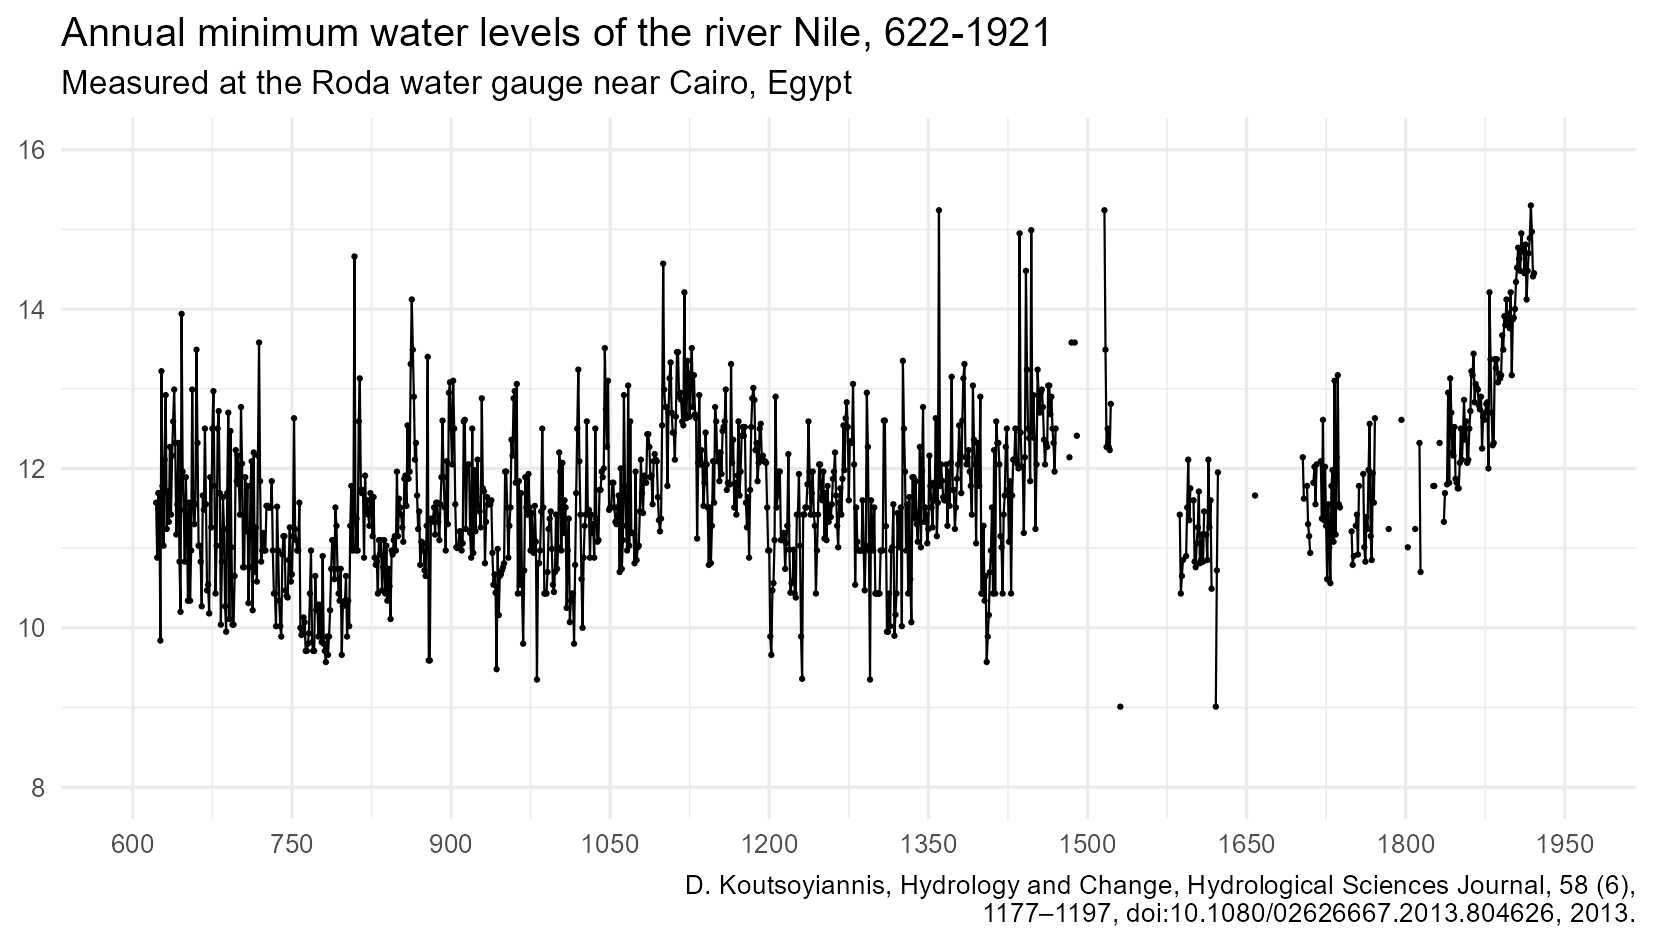 Annual minimum water levels of the river Nile, 622-1921
Measured at the Roda water gauge near Cairo, Egypt
16
14
12
10
8
600 750 900 1050 1200 1350 1500 1650 1800 1950
D. Koutsoyiannis, Hydrology and Change, Hydrological Sciences Journal, 58 (6),
1177–1197, doi:10.1080/02626667.2013.804626, 2013.